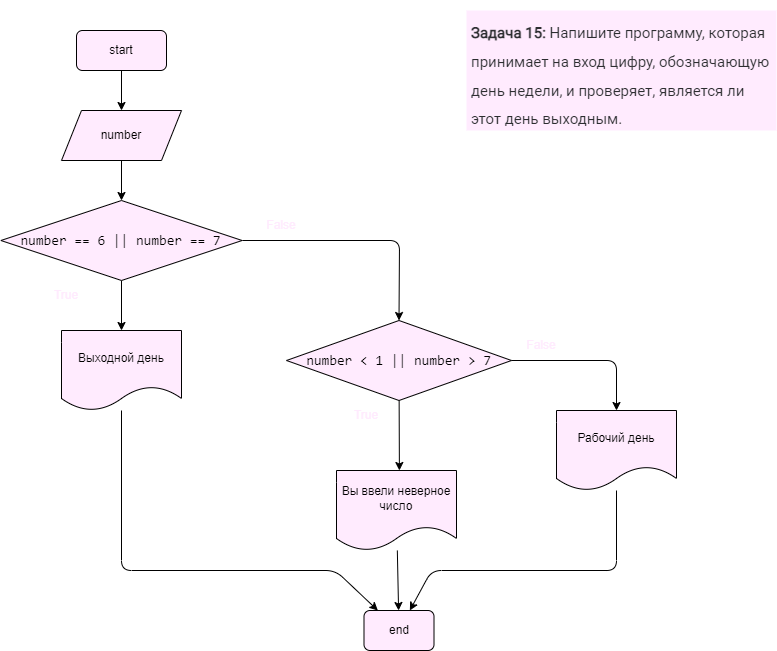 start
Задача 15: Напишите программу, которая
принимает на вход цифру, обозначающую
день недели, и проверяет, является ли
этот день выходным.
number
number == 6 || number == 7
False
True
Выходной день
number < 1 || number > 7
False
True
Рабочий день
Вы ввели неверное
число
end